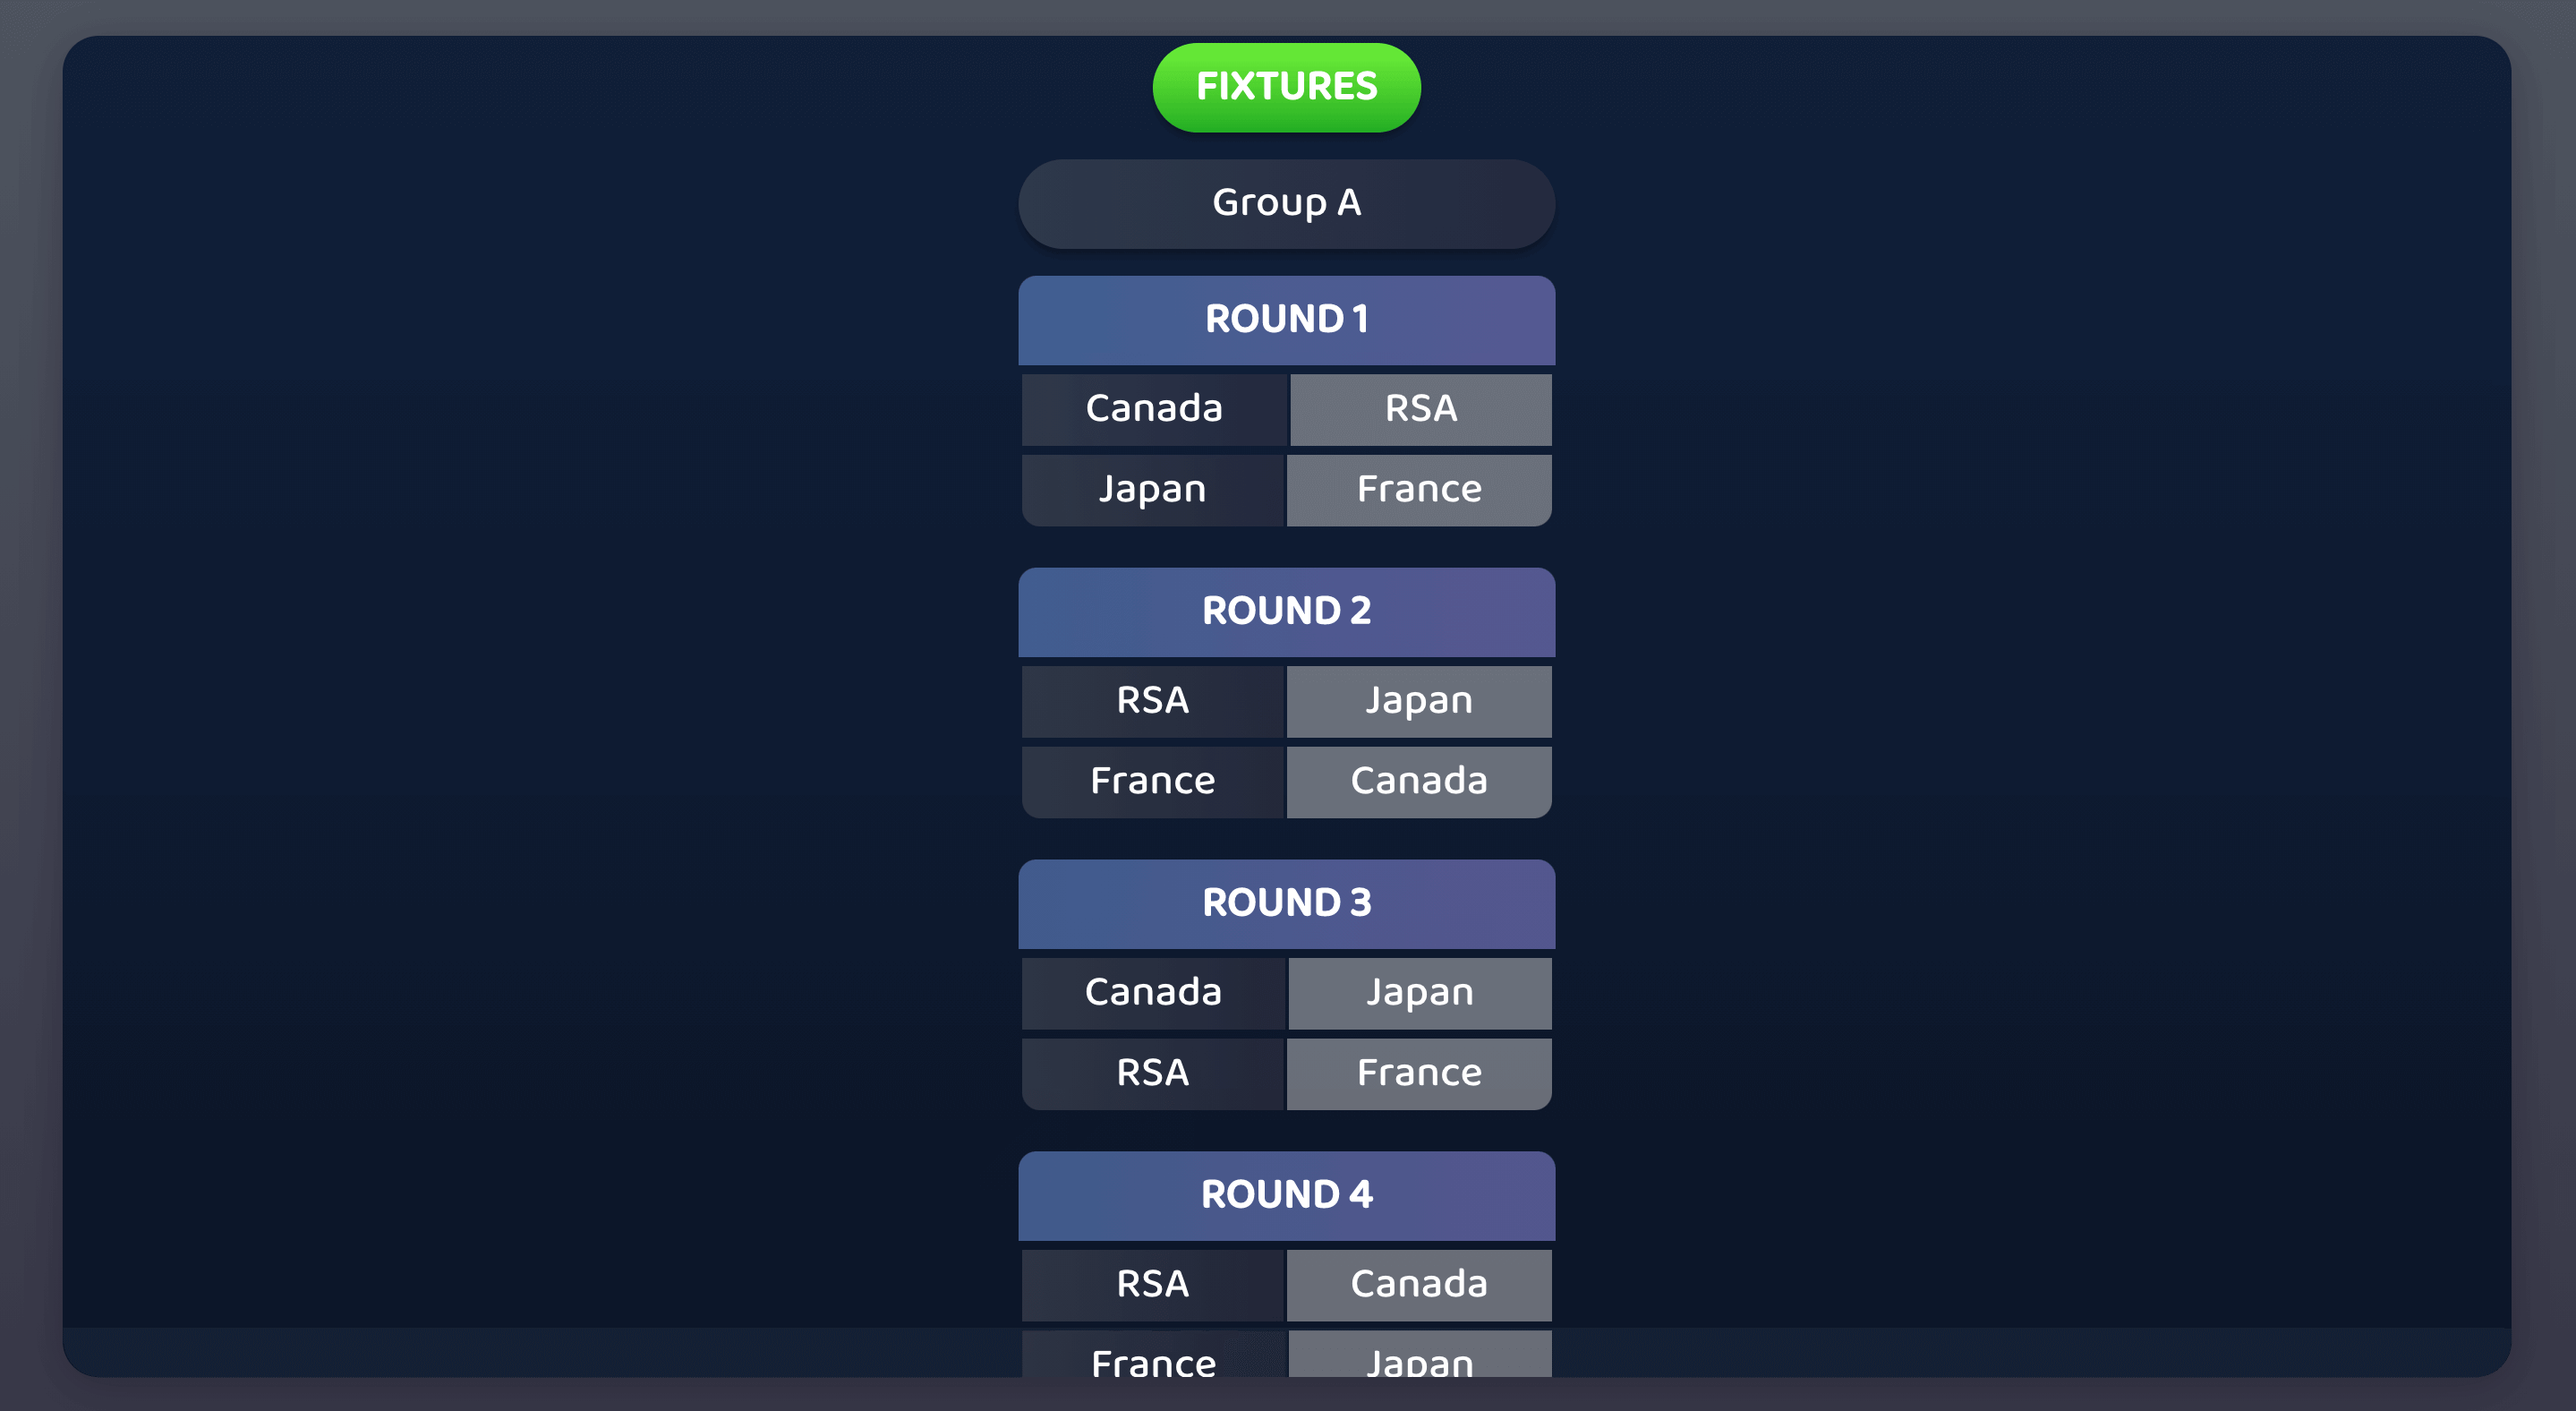 FIXTURES
Group A
ROUND 1
Canada RSA
Japan France
ROUND 2
RSA Japan
France Canada
ROUND 3
Canada Japan
RSA France
ROUND 4
RSA Canada
France Japan